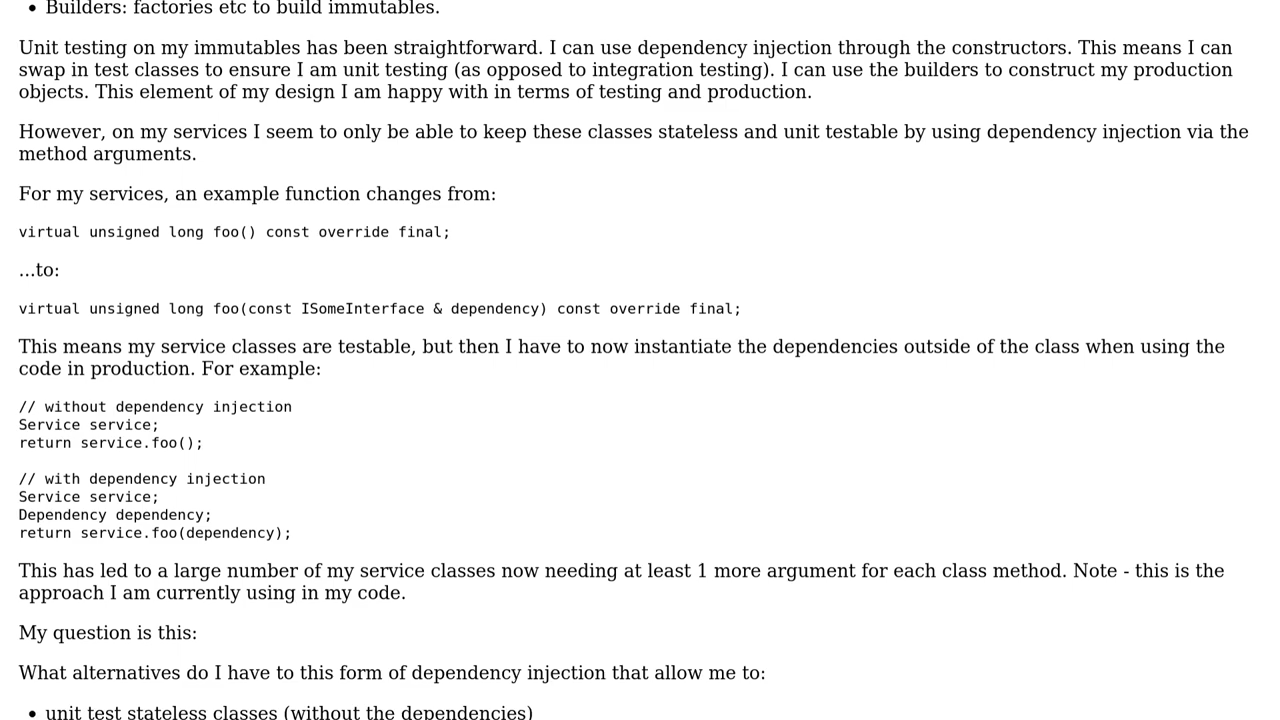 • Builders: factories etc to build immutables.
Unit testing on my immutables has been straightforward. I can use dependency injection through the constructors. This means I can
swap in test classes to ensure I am unit testing (as opposed to integration testing). I can use the builders to construct my production
objects. This element of my design I am happy with in terms of testing and production.
However, on my services I seem to only be able to keep these classes stateless and unit testable by using dependency injection via the
method arguments.
For my services, an example function changes from:
virtual unsigned long foo() const override final;
...to:
virtual unsigned long foo(const ISomeInterface & dependency) const override final;
This means my service classes are testable, but then I have to now instantiate the dependencies outside of the class when using the
code in production. For example:
// without dependency injection
Service service;
return service.foo();
// with dependency injection
Service service;
Dependency dependency;
return service.foo(dependency);
This has led to a large number of my service classes now needing at least 1 more argument for each class method. Note - this is the
approach I am currently using in my code.
My question is this:
What alternatives do I have to this form of dependency injection that allow me to:
• unit test stateless classes (without the dependencies)